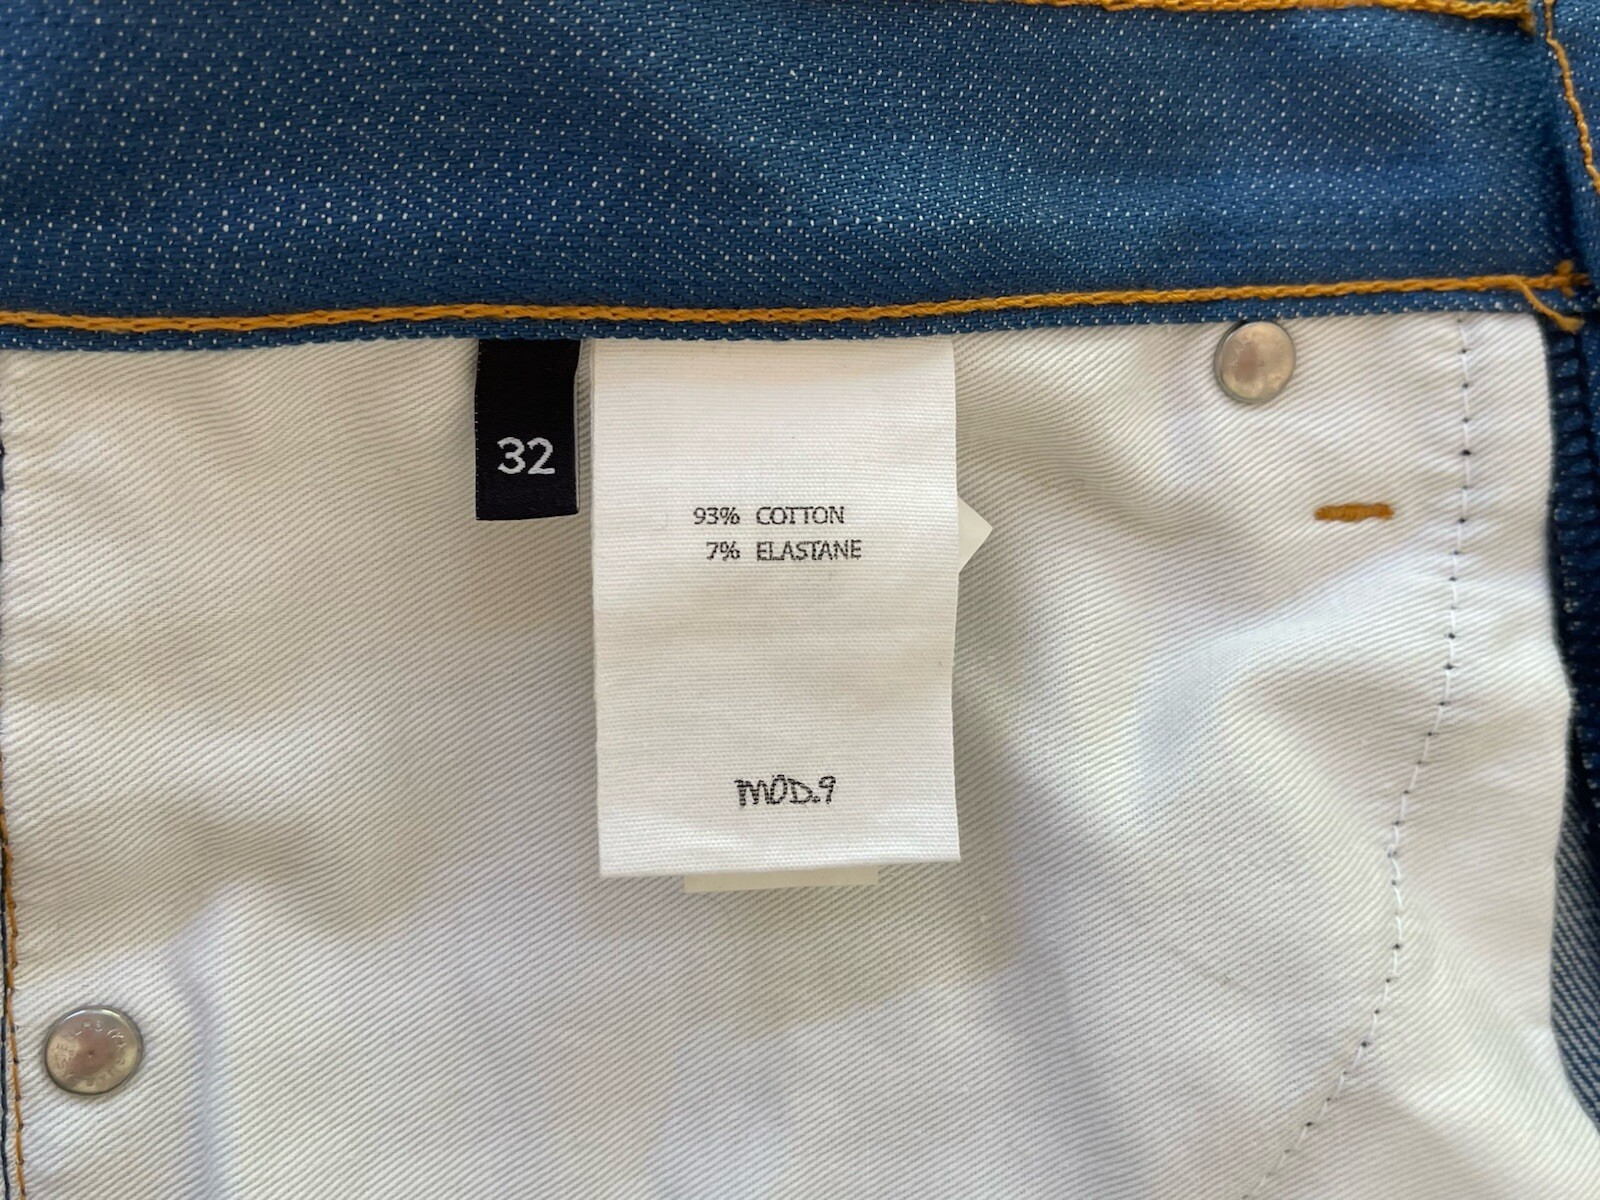 32
93% COTTON
7% ELASTANE
MOD.9